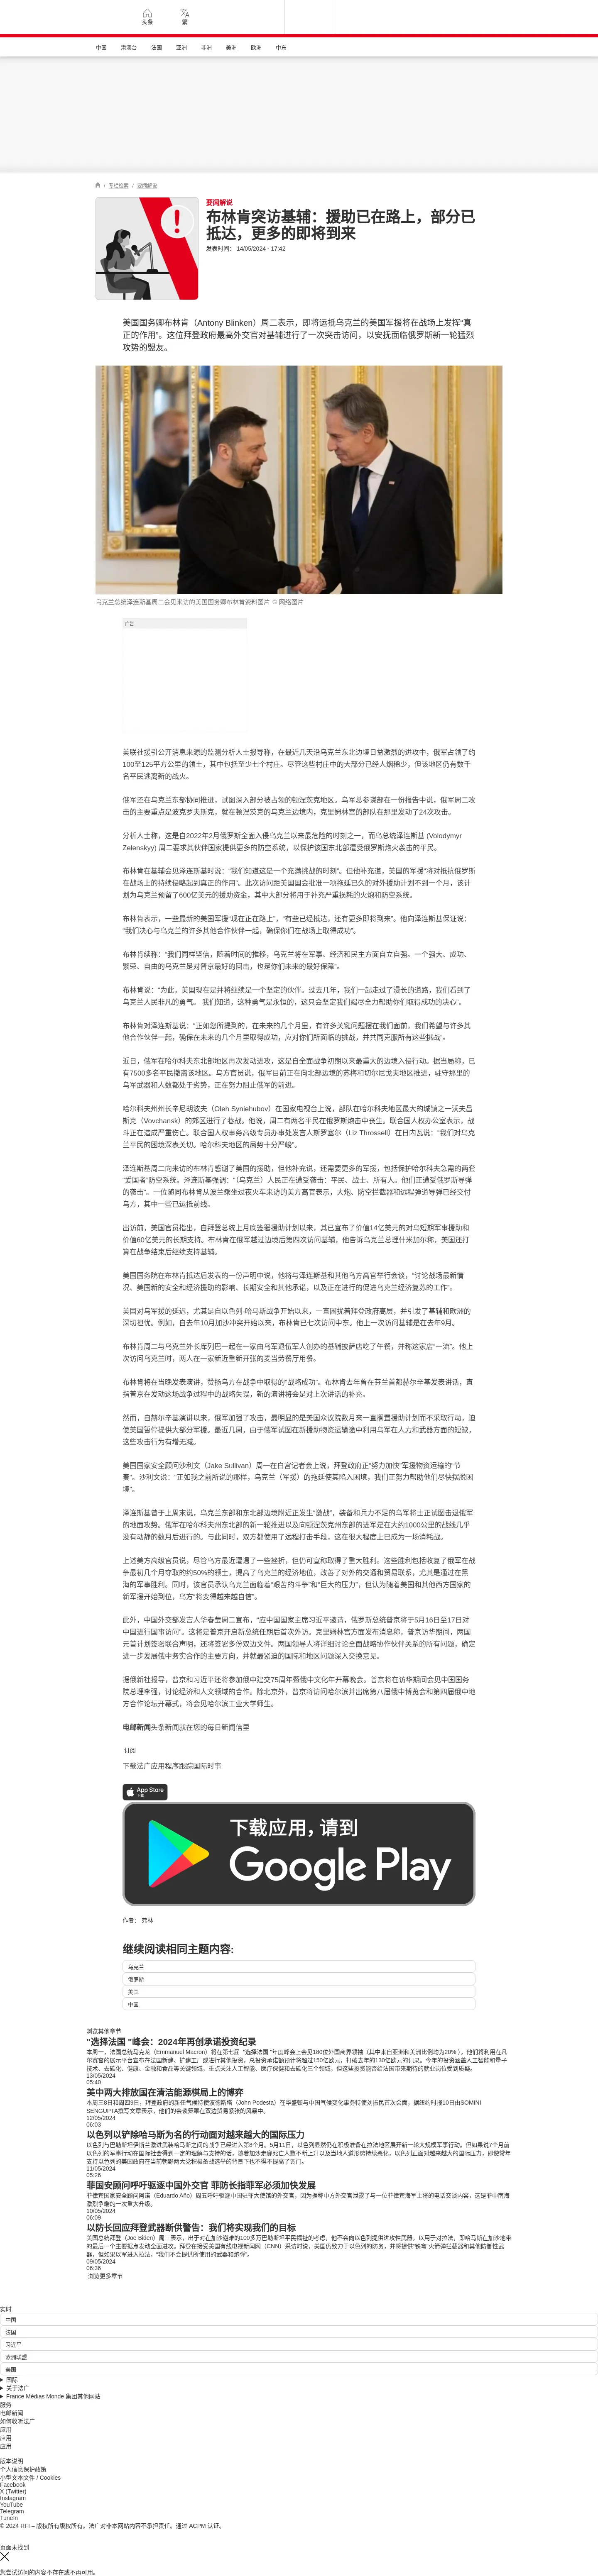 头条
繁
中国
港澳台
法国
亚洲
非洲
美洲
欧洲
中东
/ 专栏检索 / 要闻解说
要闻解说
布林肯突访基辅：援助已在路上，部分已
抵达，更多的即将到来
发表时间： 14/05/2024 - 17:42
美国国务卿布林肯（Antony Blinken）周二表示，即将运抵乌克兰的美国军援将在战场上发挥“真
正的作用”。这位拜登政府最高外交官对基辅进行了一次突击访问，以安抚面临俄罗斯新一轮猛烈
攻势的盟友。
乌克兰总统泽连斯基周二会见来访的美国国务卿布林肯资料图片 © 网络图片
广告
美联社援引公开消息来源的监测分析人士报导称，在最近几天沿乌克兰东北边境日益激烈的进攻中，俄军占领了约
100至125平方公里的领土，其中包括至少七个村庄。尽管这些村庄中的大部分已经人烟稀少，但该地区仍有数千
名平民逃离新的战火。
俄军还在乌克兰东部协同推进，试图深入部分被占领的顿涅茨克地区。乌军总参谋部在一份报告中说，俄军周二攻
击的主要重点是波克罗夫斯克，就在顿涅茨克的乌克兰边境内，克里姆林宫的部队在那里发动了24次攻击。
分析人士称，这是自2022年2月俄罗斯全面入侵乌克兰以来最危险的时刻之一，而乌总统泽连斯基 (Volodymyr
Zelenskyy) 周二要求其伙伴国家提供更多的防空系统，以保护该国东北部遭受俄罗斯炮火袭击的平民。
布林肯在基辅会见泽连斯基时说：“我们知道这是一个充满挑战的时刻”。但他补充道，美国的军援“将对抵抗俄罗斯
在战场上的持续侵略起到真正的作用”。此次访问距美国国会批准一项拖延已久的对外援助计划不到一个月，该计
划为乌克兰预留了600亿美元的援助资金，其中大部分将用于补充严重损耗的火炮和防空系统。
布林肯表示，一些最新的美国军援“现在正在路上”，“有些已经抵达，还有更多即将到来”。他向泽连斯基保证说：
“我们决心与乌克兰的许多其他合作伙伴一起，确保你们在战场上取得成功”。
布林肯续称：“我们同样坚信，随着时间的推移，乌克兰将在军事、经济和民主方面自立自强。一个强大、成功、
繁荣、自由的乌克兰是对普京最好的回击，也是你们未来的最好保障”。
布林肯说：“为此，美国现在是并将继续是一个坚定的伙伴。过去几年，我们一起走过了漫长的道路，我们看到了
乌克兰人民非凡的勇气。 我们知道，这种勇气是永恒的，这只会坚定我们竭尽全力帮助你们取得成功的决心”。
布林肯对泽连斯基说：“正如您所提到的，在未来的几个月里，有许多关键问题摆在我们面前，我们希望与许多其
他合作伙伴一起，确保在未来的几个月里取得成功，应对你们所面临的挑战，并共同克服所有这些挑战”。
近日，俄军在哈尔科夫东北部地区再次发动进攻，这是自全面战争初期以来最重大的边境入侵行动。据当局称，已
有7500多名平民撤离该地区。乌方官员说，俄军目前正在向北部边境的苏梅和切尔尼戈夫地区推进，驻守那里的
乌军武器和人数都处于劣势，正在努力阻止俄军的前进。
哈尔科夫州州长辛尼胡波夫（Oleh Syniehubov）在国家电视台上说，部队在哈尔科夫地区最大的城镇之一沃夫昌
斯克（Vovchansk）的郊区进行了巷战。他说，周二有两名平民在俄罗斯炮击中丧生。联合国人权办公室表示，战
斗正在造成严重伤亡。联合国人权事务高级专员办事处发言人斯罗塞尔（Liz Throssell）在日内瓦说：“我们对乌克
兰平民的困境深表关切。哈尔科夫地区的局势十分严峻”。
泽连斯基周二向访的布林肯感谢了美国的援助，但他补充说，还需要更多的军援，包括保护哈尔科夫急需的两套
“爱国者”防空系统。泽连斯基强调：“（乌克兰）人民正在遭受袭击：平民、战士、所有人。他们正遭受俄罗斯导弹
的袭击”。一位随同布林肯从波兰乘坐过夜火车来访的美方高官表示，大炮、防空拦截器和远程弹道导弹已经交付
乌方，其中一些已运抵前线。
出访前，美国官员指出，自拜登总统上月底签署援助计划以来，其已宣布了价值14亿美元的对乌短期军事援助和
价值60亿美元的长期支持。布林肯在俄军越过边境后第四次访问基辅，他告诉乌克兰总理什米加尔称，美国还打
算在战争结束后继续支持基辅。
美国国务院在布林肯抵达后发表的一份声明中说，他将与泽连斯基和其他乌方高官举行会谈，“讨论战场最新情
况、美国新的安全和经济援助的影响、长期安全和其他承诺，以及正在进行的促进乌克兰经济复苏的工作”。
美国对乌军援的延迟，尤其是自以色列-哈马斯战争开始以来，一直困扰着拜登政府高层，并引发了基辅和欧洲的
深切担忧。例如，自去年10月加沙冲突开始以来，布林肯已七次访问中东。他上一次访问基辅是在去年9月。
布林肯周二与乌克兰外长库列巴一起在一家由乌军退伍军人创办的基辅披萨店吃了午餐，并称这家店“一流”。他上
次访问乌克兰时，两人在一家新近重新开张的麦当劳餐厅用餐。
布林肯将在当晚发表演讲，赞扬乌方在战争中取得的“战略成功”。布林肯去年曾在芬兰首都赫尔辛基发表讲话，直
指普京在发动这场战争过程中的战略失误，新的演讲将会是对上次讲话的补充。
然而，自赫尔辛基演讲以来，俄军加强了攻击，最明显的是美国众议院数月来一直搁置援助计划而不采取行动，迫
使美国暂停提供大部分军援。最近几周，由于俄军试图在新援助物资运输途中利用乌军在人力和武器方面的短缺，
这些攻击行为有增无减。
美国国家安全顾问沙利文（Jake Sullivan）周一在白宫记者会上说，拜登政府正“努力加快”军援物资运输的“节
奏”。沙利文说：“正如我之前所说的那样，乌克兰（军援）的拖延使其陷入困境，我们正努力帮助他们尽快摆脱困
境”。
泽连斯基曾于上周末说，乌克兰东部和东北部边境附近正发生“激战”，装备和兵力不足的乌军将士正试图击退俄军
的地面攻势。俄军在哈尔科夫州东北部的新一轮推进以及向顿涅茨克州东部的进军是在大约1000公里的战线几乎
没有动静的数月后进行的。与此同时，双方都使用了远程打击手段，这在很大程度上已成为一场消耗战。
上述美方高级官员说，尽管乌方最近遭遇了一些挫折，但仍可宣称取得了重大胜利。这些胜利包括收复了俄军在战
争最初几个月夺取的约50%的领土，提高了乌克兰的经济地位，改善了对外的交通和贸易联系，尤其是通过在黑
海的军事胜利。同时，该官员承认乌克兰面临着“艰苦的斗争”和“巨大的压力”，但认为随着美国和其他西方国家的
新军援开始到位，乌方“将变得越来越自信”。
此外，中国外交部发言人华春莹周二宣布，“应中国国家主席习近平邀请，俄罗斯总统普京将于5月16日至17日对
中国进行国事访问”。这将是普京开启新总统任期后首次外访。克里姆林宫方面发布消息称，普京访华期间，两国
元首计划签署联合声明，还将签署多份双边文件。两国领导人将详细讨论全面战略协作伙伴关系的所有问题，确定
进一步发展俄中务实合作的主要方向，并就最紧迫的国际和地区问题深入交换意见。
据俄新社报导，普京和习近平还将参加俄中建交75周年暨俄中文化年开幕晚会。普京将在访华期间会见中国国务
院总理李强，讨论经济和人文领域的合作。除北京外，普京将访问哈尔滨并出席第八届俄中博览会和第四届俄中地
方合作论坛开幕式，将会见哈尔滨工业大学师生。
电邮新闻头条新闻就在您的每日新闻信里
订阅
下载法广应用程序跟踪国际时事
App Store
下载
下载应用，请到
Google Play
作者： 弗林
继续阅读相同主题内容:
乌克兰
俄罗斯
美国
中国
浏览其他章节
"选择法国 "峰会：2024年再创承诺投资纪录
本周一，法国总统马克龙（Emmanuel Macron）将在第七届 “选择法国 ”年度峰会上会见180位外国商界领袖（其中来自亚洲和美洲比例均为20% ），他们将利用在凡
尔赛宫的展示平台宣布在法国新建、扩建工厂或进行其他投资，总投资承诺额预计将超过150亿欧元，打破去年的130亿欧元的记录。今年的投资涵盖人工智能和量子
技术、去碳化、健康、金融和食品等关键领域，重点关注人工智能、医疗保健和去碳化三个领域，但这些投资能否给法国带来期待的就业岗位受到质疑。
13/05/2024
05:40
美中两大排放国在清洁能源棋局上的博弈
本周三8日和周四9日，拜登政府的新任气候特使波德斯塔（John Podesta）在华盛顿与中国气候变化事务特使刘振民首次会面，据纽约时报10日由SOMINI
SENGUPTA撰写文章表示，他们的会谈笼罩在双边贸易紧张的风暴中。
12/05/2024
06:03
以色列以铲除哈马斯为名的行动面对越来越大的国际压力
以色列与巴勒斯坦伊斯兰激进武装哈马斯之间的战争已经进入第8个月。5月11日，以色列显然仍在积极准备在拉法地区展开新一轮大规模军事行动。但如果说7个月前
以色列的军事行动在国际社会得到一定的理解与支持的话，随着加沙走廊死亡人数不断上升以及当地人道形势持续恶化，以色列正面对越来越大的国际压力，即使常年
支持以色列的美国政府在当前朝野两大党积极备战选举的背景下也不得不提高了调门。
11/05/2024
05:26
菲国安顾问呼吁驱逐中国外交官 菲防长指菲军必须加快发展
菲律宾国家安全顾问阿诺（Eduardo Año）周五呼吁驱逐中国驻菲大使馆的外交官，因为据称中方外交官泄露了与一位菲律宾海军上将的电话交谈内容，这是菲中南海
激烈争端的一次重大升级。
10/05/2024
06:09
以防长回应拜登武器断供警告：我们将实现我们的目标
美国总统拜登（Joe Biden）周三表示，出于对在加沙避难的100多万巴勒斯坦平民福祉的考虑，他不会向以色列提供进攻性武器，以用于对拉法，即哈马斯在加沙地带
的最后一个主要据点发动全面进攻。拜登在接受美国有线电视新闻网（CNN）采访时说，美国仍致力于以色列的防务，并将提供“铁穹”火箭弹拦截器和其他防御性武
器，但如果以军进入拉法，“我们不会提供所使用的武器和炮弹”。
09/05/2024
06:36
浏览更多章节
实时
中国
法国
习近平
欧洲联盟
美国
国际
关于法广
France Médias Monde 集团其他网站
服务
电邮新闻
如何收听法广
应用
应用
应用
版本说明
个人信息保护政策
小型文本文件 / Cookies
Facebook
X (Twitter)
Instagram
YouTube
Telegram
TuneIn
© 2024 RFI – 版权所有版权所有。法广对非本网站内容不承担责任。通过 ACPM 认证。
页面未找到
您尝试访问的内容不存在或不再可用。